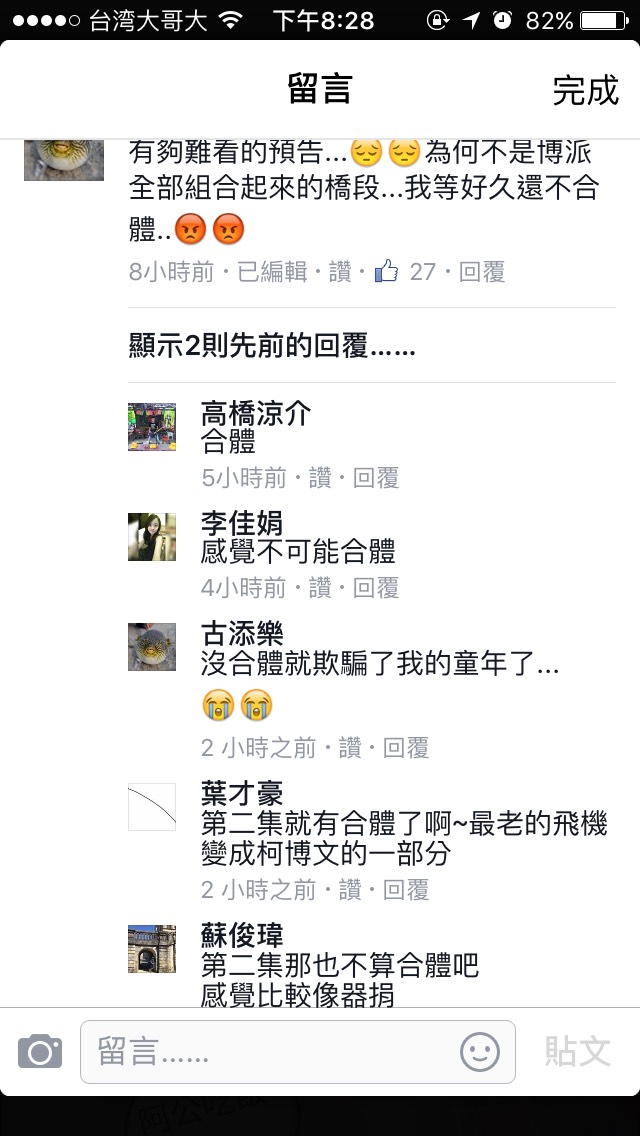 台湾大哥大 下午8:28 82%
留言 完成
有夠難看的預告...😔😔為何不是博派
全部組合起來的橋段...我等好久還不合
體..😡😡
8小時前 · 已編輯 · 讚 · 27 · 回覆
顯示2則先前的回覆......
高橋涼介
合體
5小時前 · 讚 · 回覆
李佳娟
感覺不可能合體
4小時前 · 讚 · 回覆
古添樂
沒合體就欺騙了我的童年了...
😭😭
2 小時之前 · 讚 · 回覆
葉才豪
第二集就有合體了啊~最老的飛機
變成柯博文的一部分
2 小時之前 · 讚 · 回覆
蘇俊瑋
第二集那也不算合體吧
感覺比較像器捐
留言...... 貼文